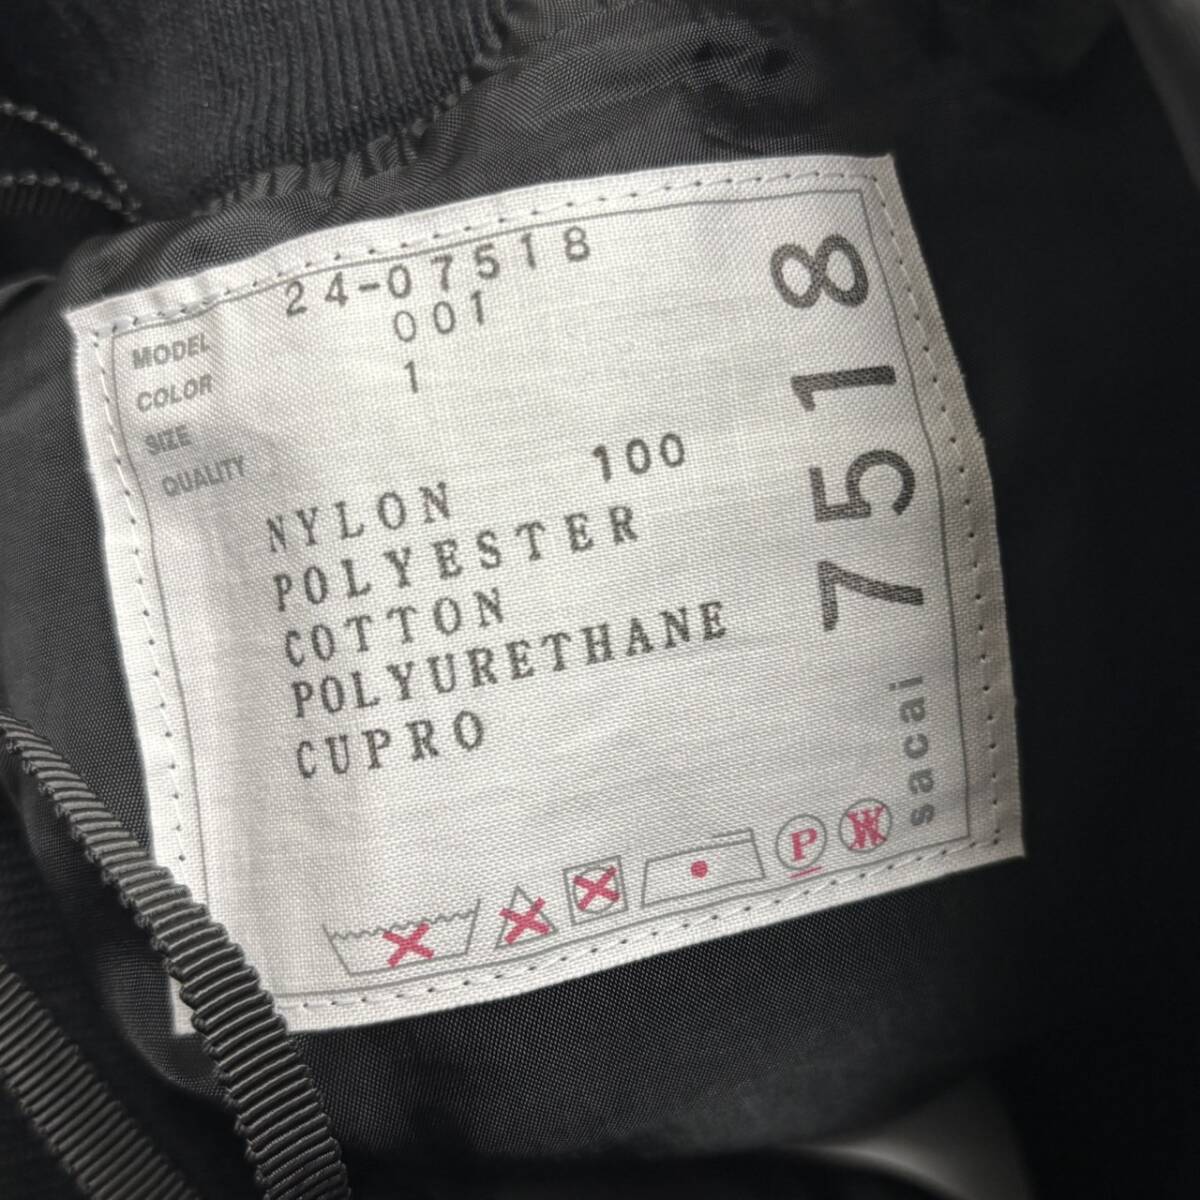 MODEL 24-07518
COLOR 001
SIZE 1
QUALITY
NYLON 100
POLYESTER
COTTON
POLYURETHANE
CUPRO
7518
sacai
P
W